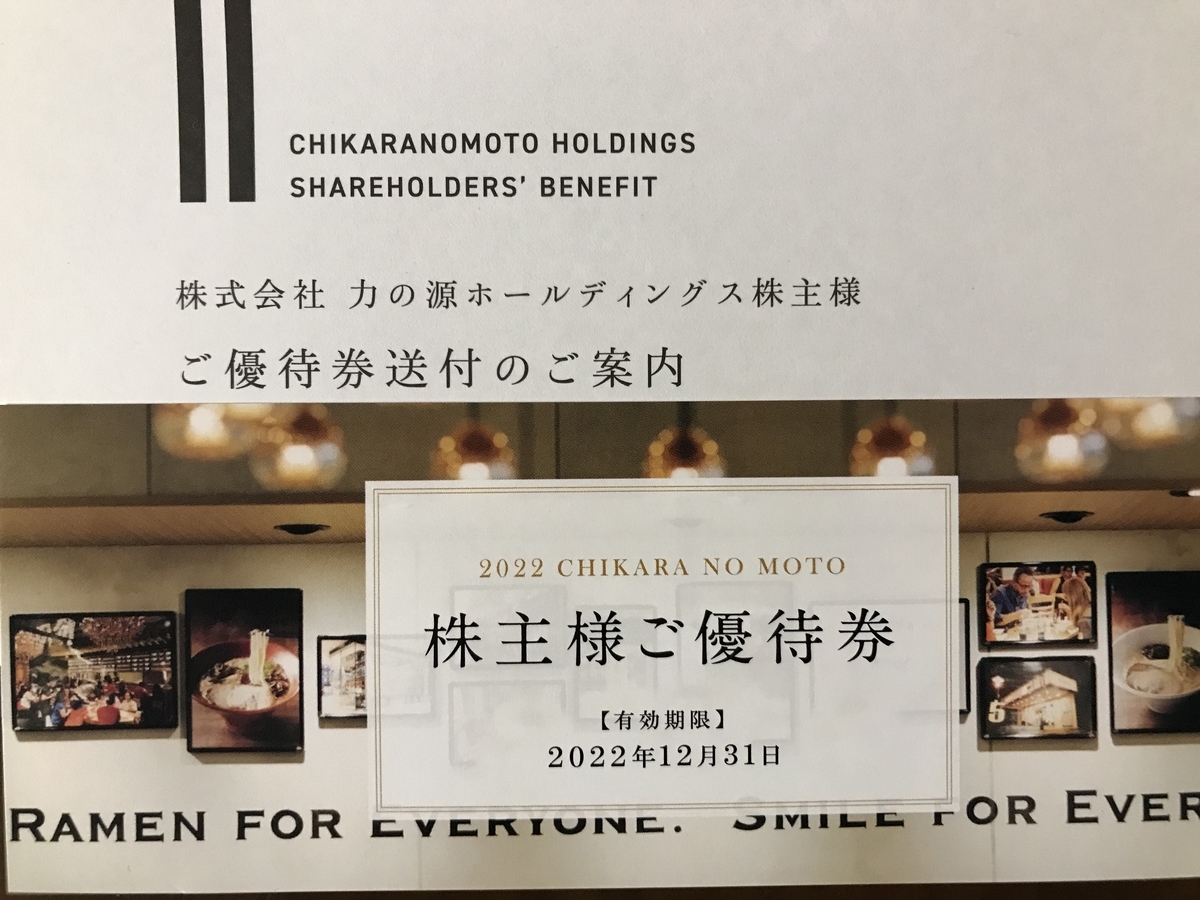 CHIKARANOMOTO HOLDINGS
SHAREHOLDERS' BENEFIT
株式会社 力の源ホールディングス株主様
ご優待券送付のご案内
2022 CHIKARA NO MOTO
株主様ご優待券
【有効期限】
2022年12月31日
RAMEN FOR EVERYONE. SMILE FOR EVER